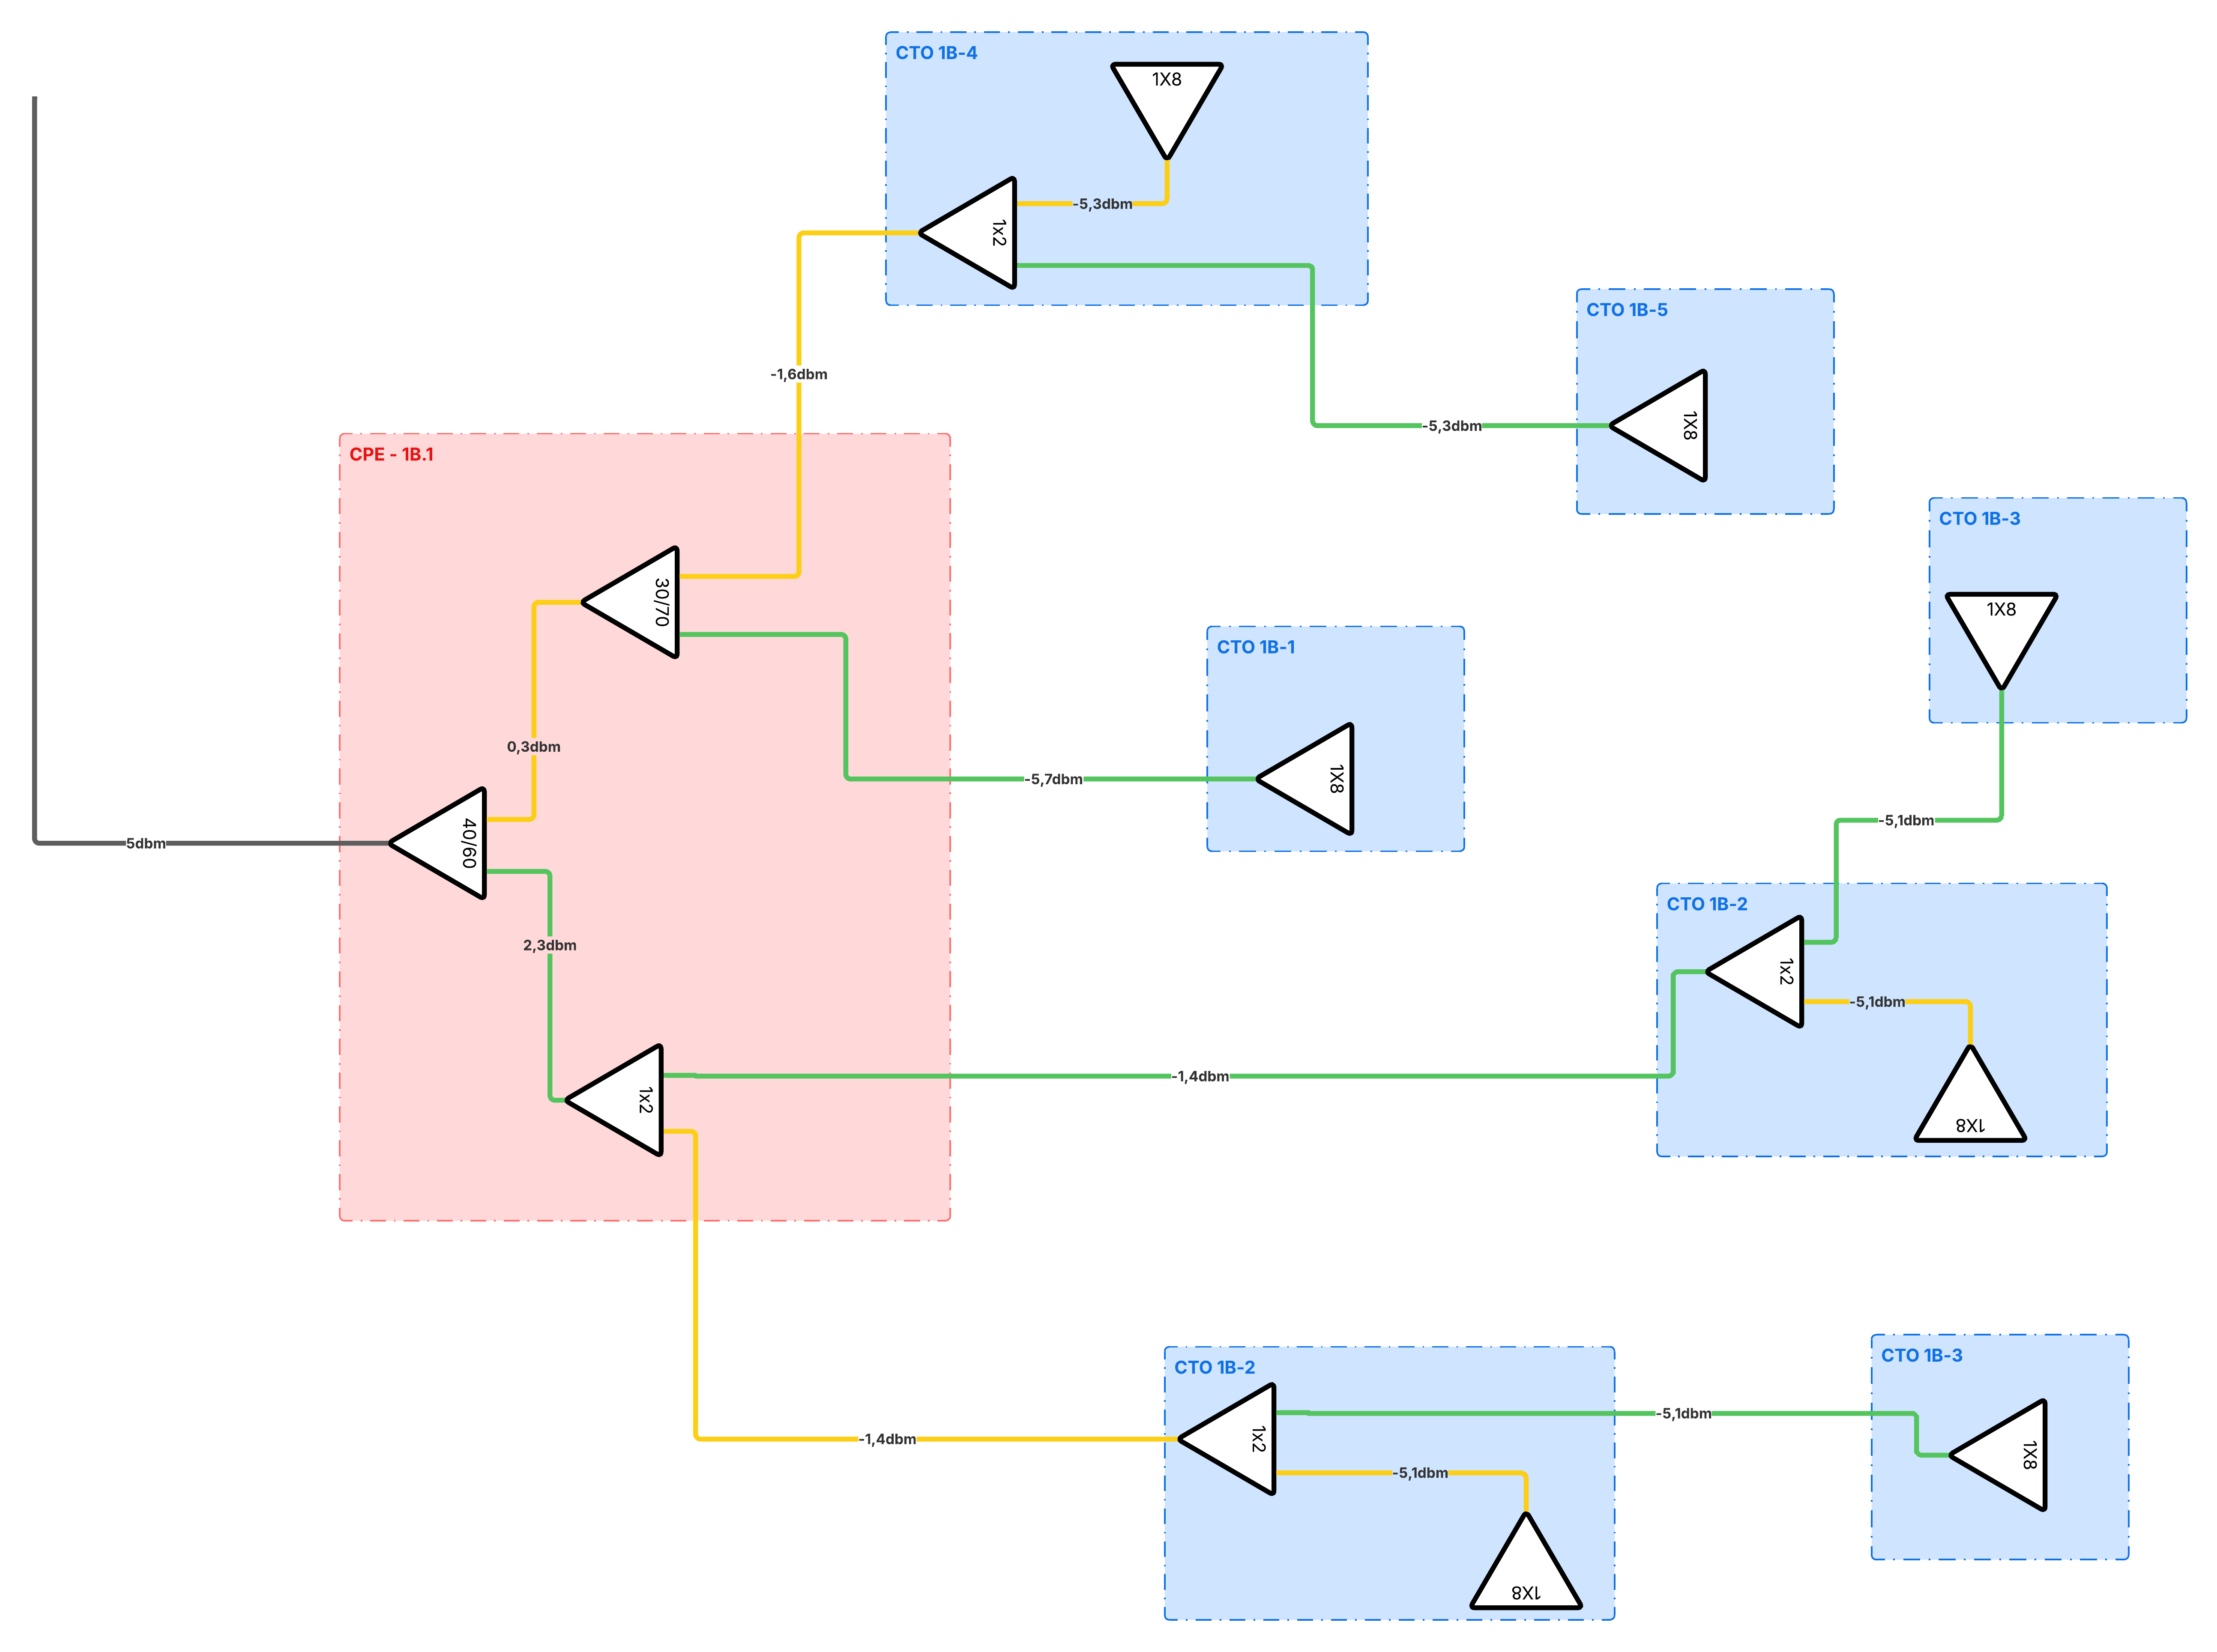 CTO 1B-4
1X8
-5,3dbm
1x2
CTO 1B-5
-1,6dbm
-5,3dbm
1X8
CPE - 1B.1
CTO 1B-3
30/70
1X8
CTO 1B-1
0,3dbm
-5,7dbm
1X8
-5,1dbm
40/60
5dbm
CTO 1B-2
2,3dbm
1x2
-5,1dbm
1x2
-1,4dbm
1X8
CTO 1B-2
CTO 1B-3
-5,1dbm
-1,4dbm
1x2
1X8
-5,1dbm
1X8